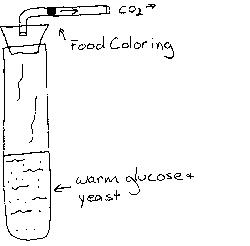 CO2→
Food Coloring
warm glucose +
yeast